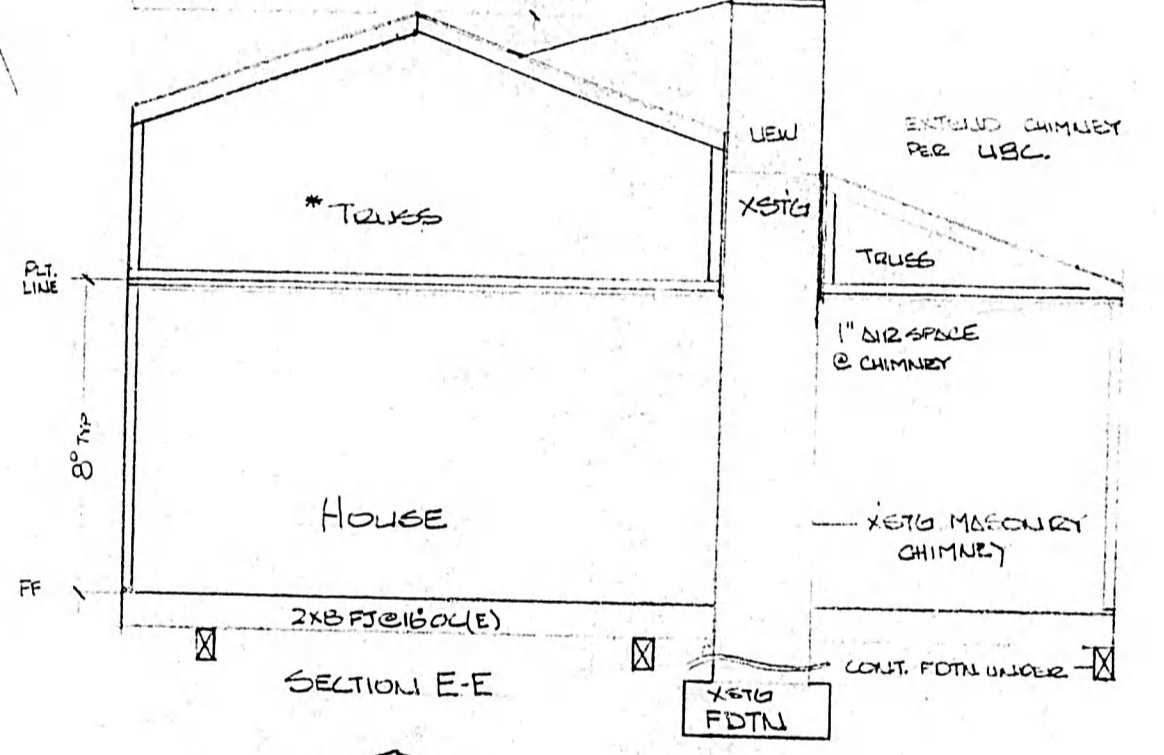 EXTEND CHIMNEY
PER UBC.
NEW
XSTG
* TRUSS
TRUSS
PLT.
LINE
1" AIR SPACE
@ CHIMNEY
8° TYP
HOUSE
XSTG MASONRY
CHIMNEY
FF
2X8 FJ@16"OC(E)
CONT. FDTN UNDER
SECTION E-E
XSTG
FDTN